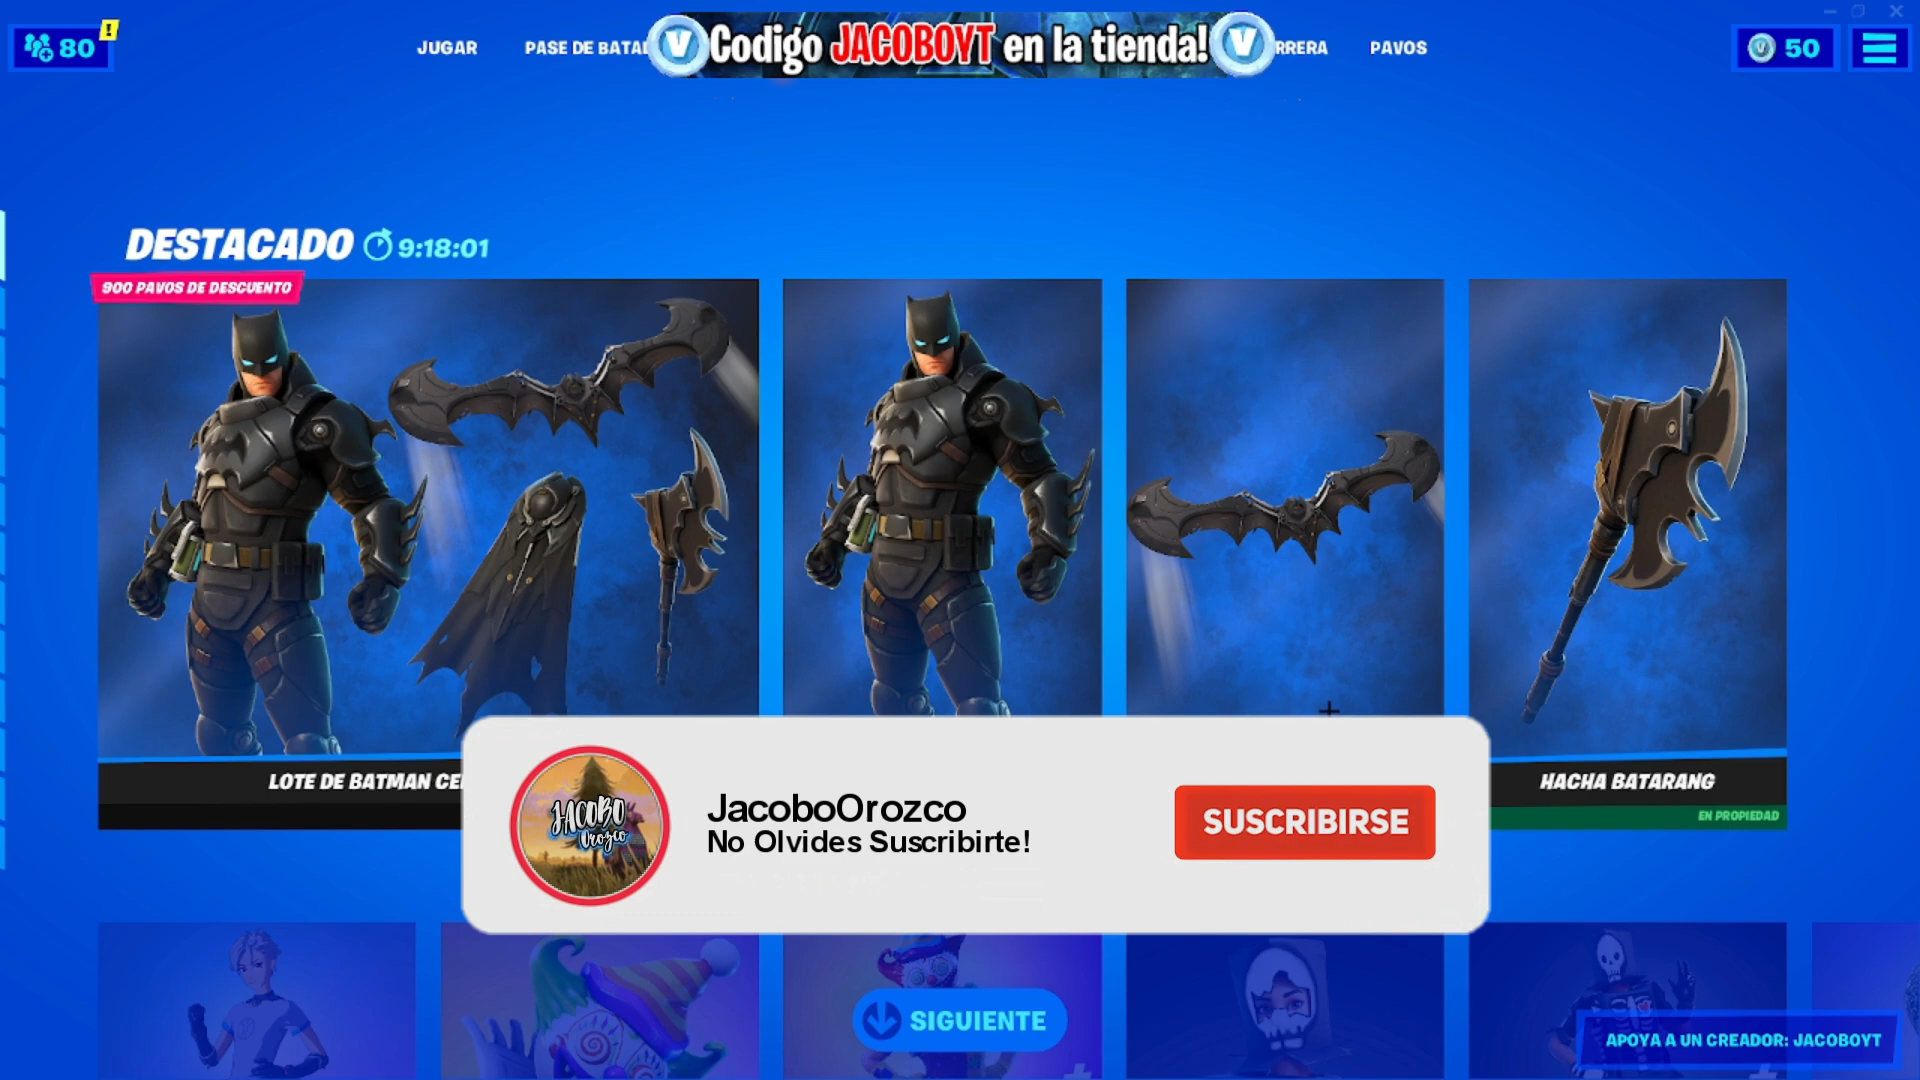 80
!
JUGAR
PASE DE BATAL
Codigo JACOBOYT en la tienda!
RRERA
PAVOS
50
DESTACADO 9:18:01
900 PAVOS DE DESCUENTO
LOTE DE BATMAN CE
HACHA BATARANG
EN PROPIEDAD
JACOBO
Orozco
JacoboOrozco
No Olvides Suscribirte!
SUSCRIBIRSE
SIGUIENTE
APOYA A UN CREADOR: JACOBOYT